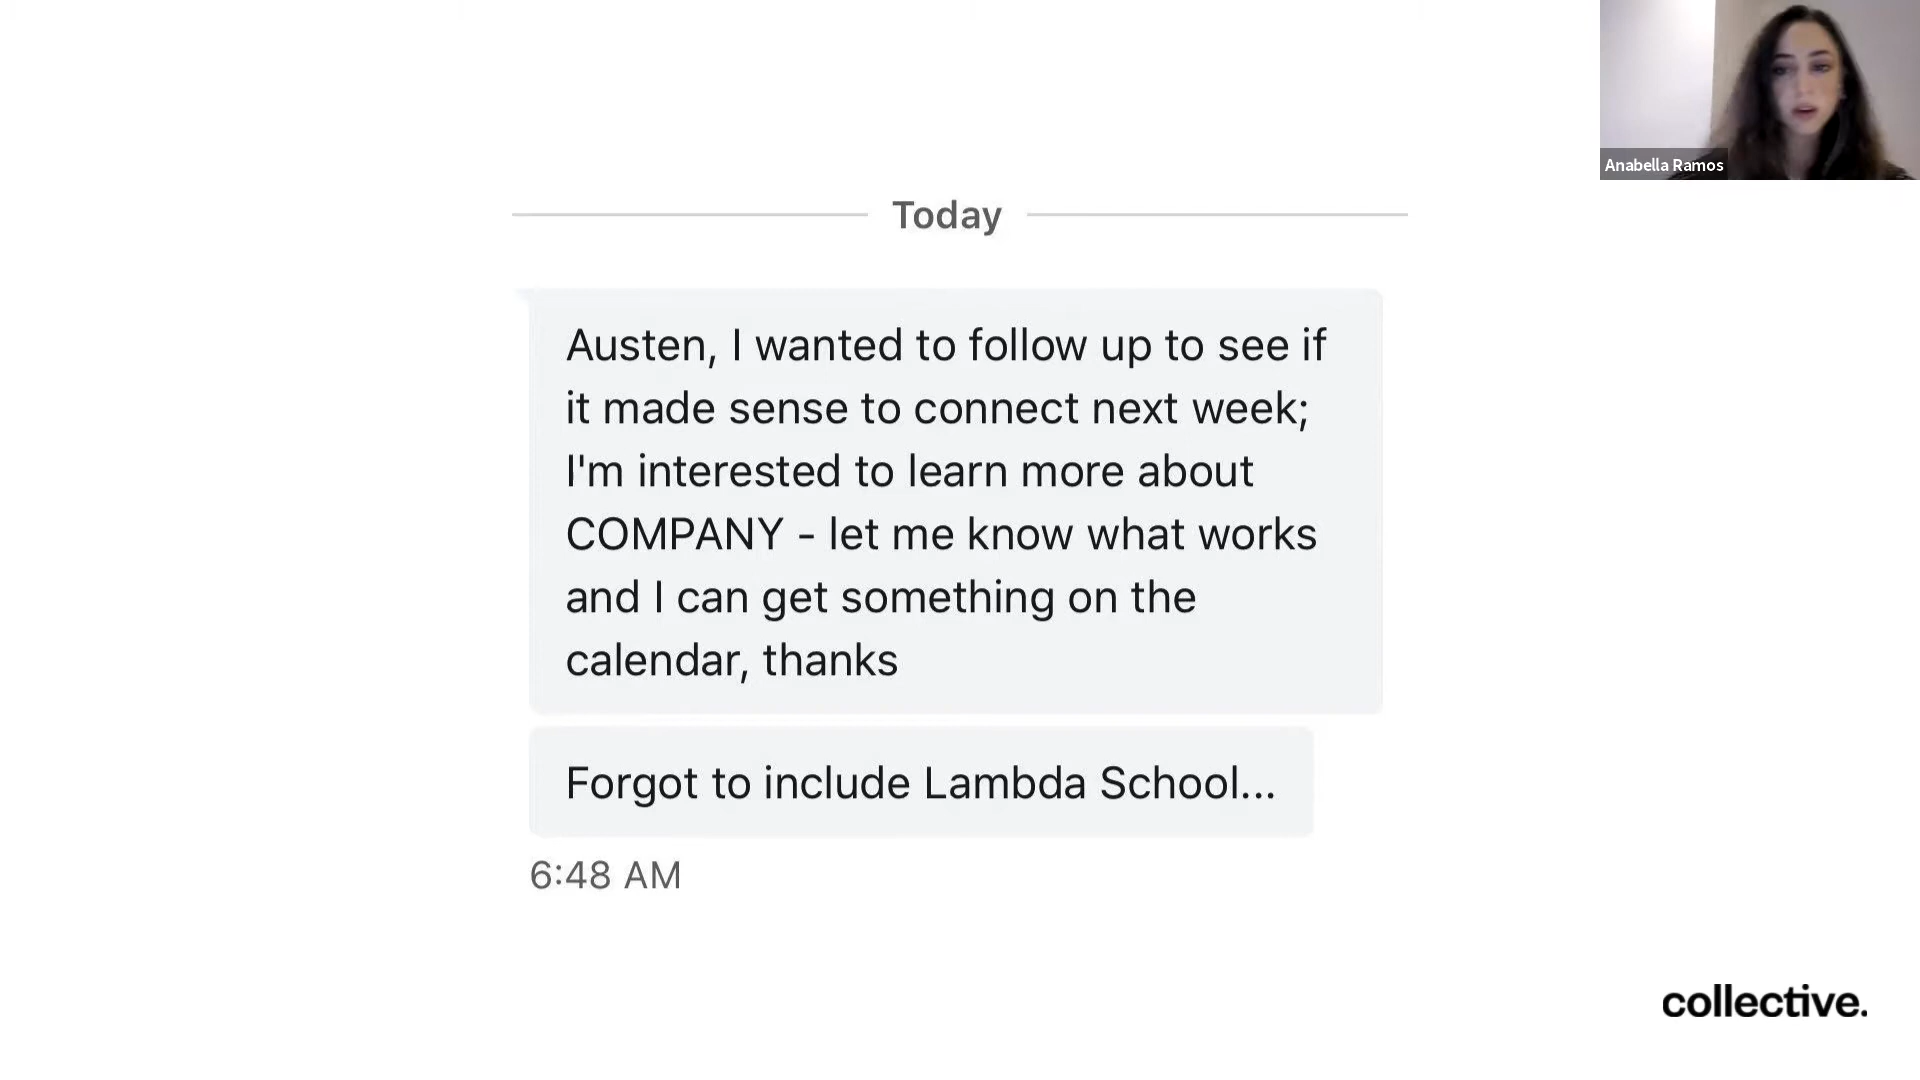 Anabella Ramos
Today
Austen, I wanted to follow up to see if
it made sense to connect next week;
I'm interested to learn more about
COMPANY - let me know what works
and I can get something on the
calendar, thanks
Forgot to include Lambda School...
6:48 AM
collective.